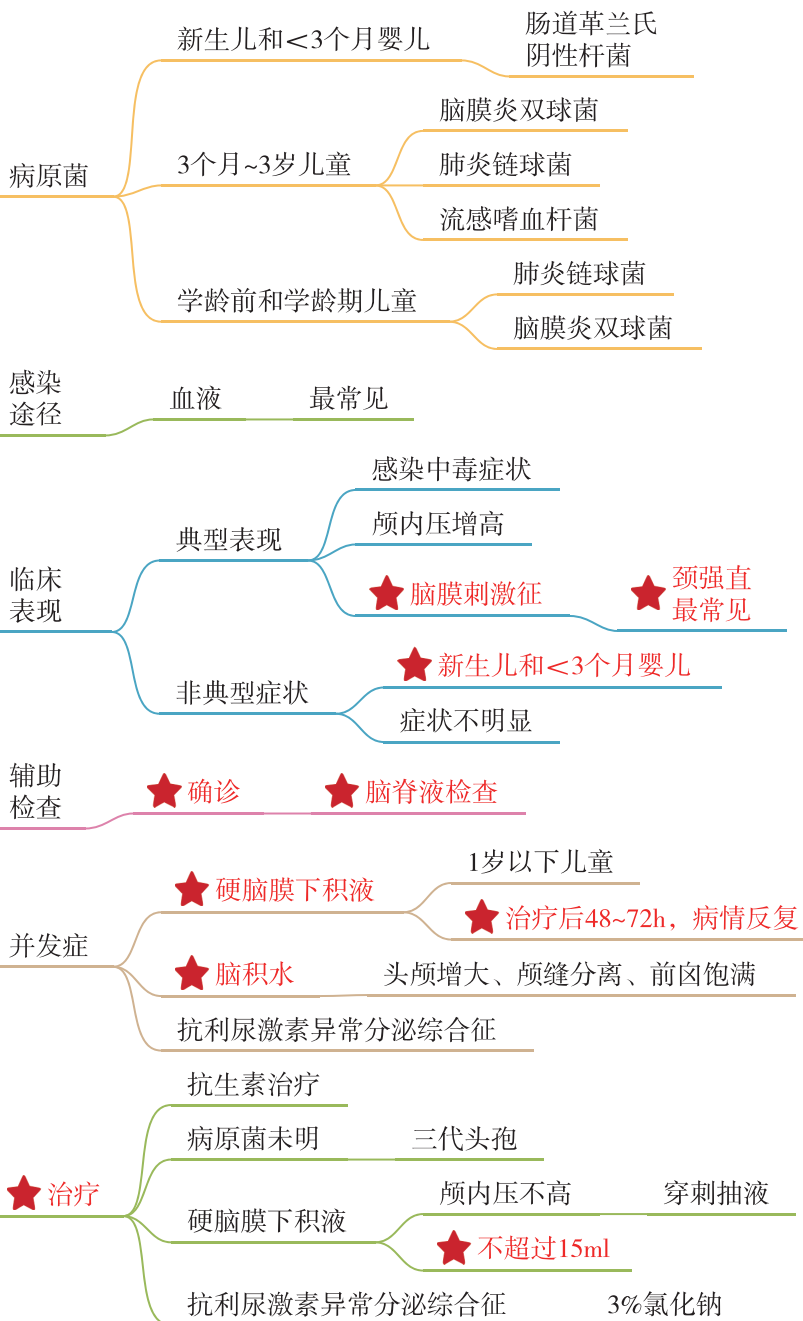 病原菌
新生儿和<3个月婴儿
肠道革兰氏
阴性杆菌
3个月~3岁儿童
脑膜炎双球菌
肺炎链球菌
流感嗜血杆菌
学龄前和学龄期儿童
肺炎链球菌
脑膜炎双球菌
感染
途径
血液
最常见
临床
表现
典型表现
感染中毒症状
颅内压增高
脑膜刺激征
颈强直
最常见
非典型症状
新生儿和<3个月婴儿
症状不明显
辅助
检查
确诊
脑脊液检查
并发症
硬脑膜下积液
1岁以下儿童
治疗后48~72h，病情反复
脑积水
头颅增大、颅缝分离、前囟饱满
抗利尿激素异常分泌综合征
治疗
抗生素治疗
病原菌未明
三代头孢
硬脑膜下积液
颅内压不高
穿刺抽液
不超过15ml
抗利尿激素异常分泌综合征
3%氯化钠